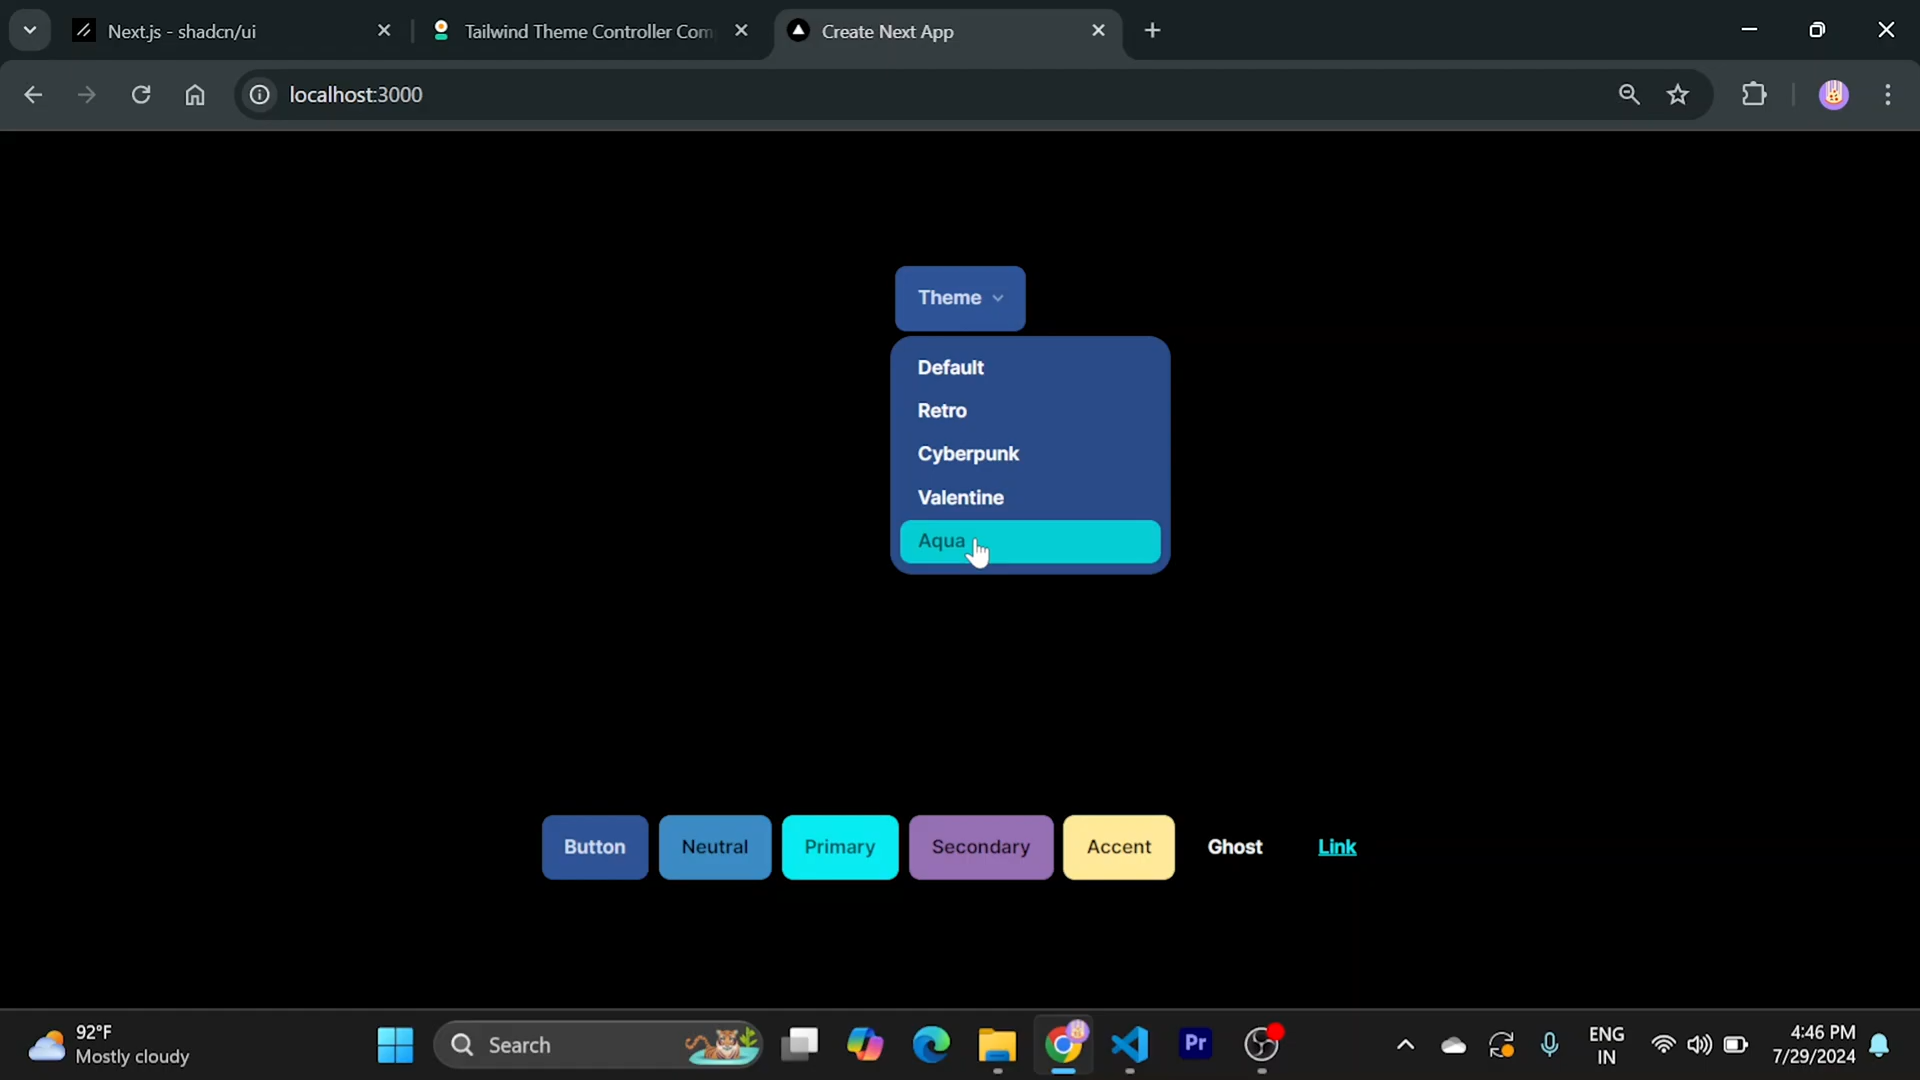 Next.js - shadcn/ui
Tailwind Theme Controller Com
Create Next App
localhost:3000
Theme
Default
Retro
Cyberpunk
Valentine
Aqua
Button Neutral Primary Secondary Accent Ghost Link
92°F
Mostly cloudy
Search
Pr
ENG
IN
4:46 PM
7/29/2024